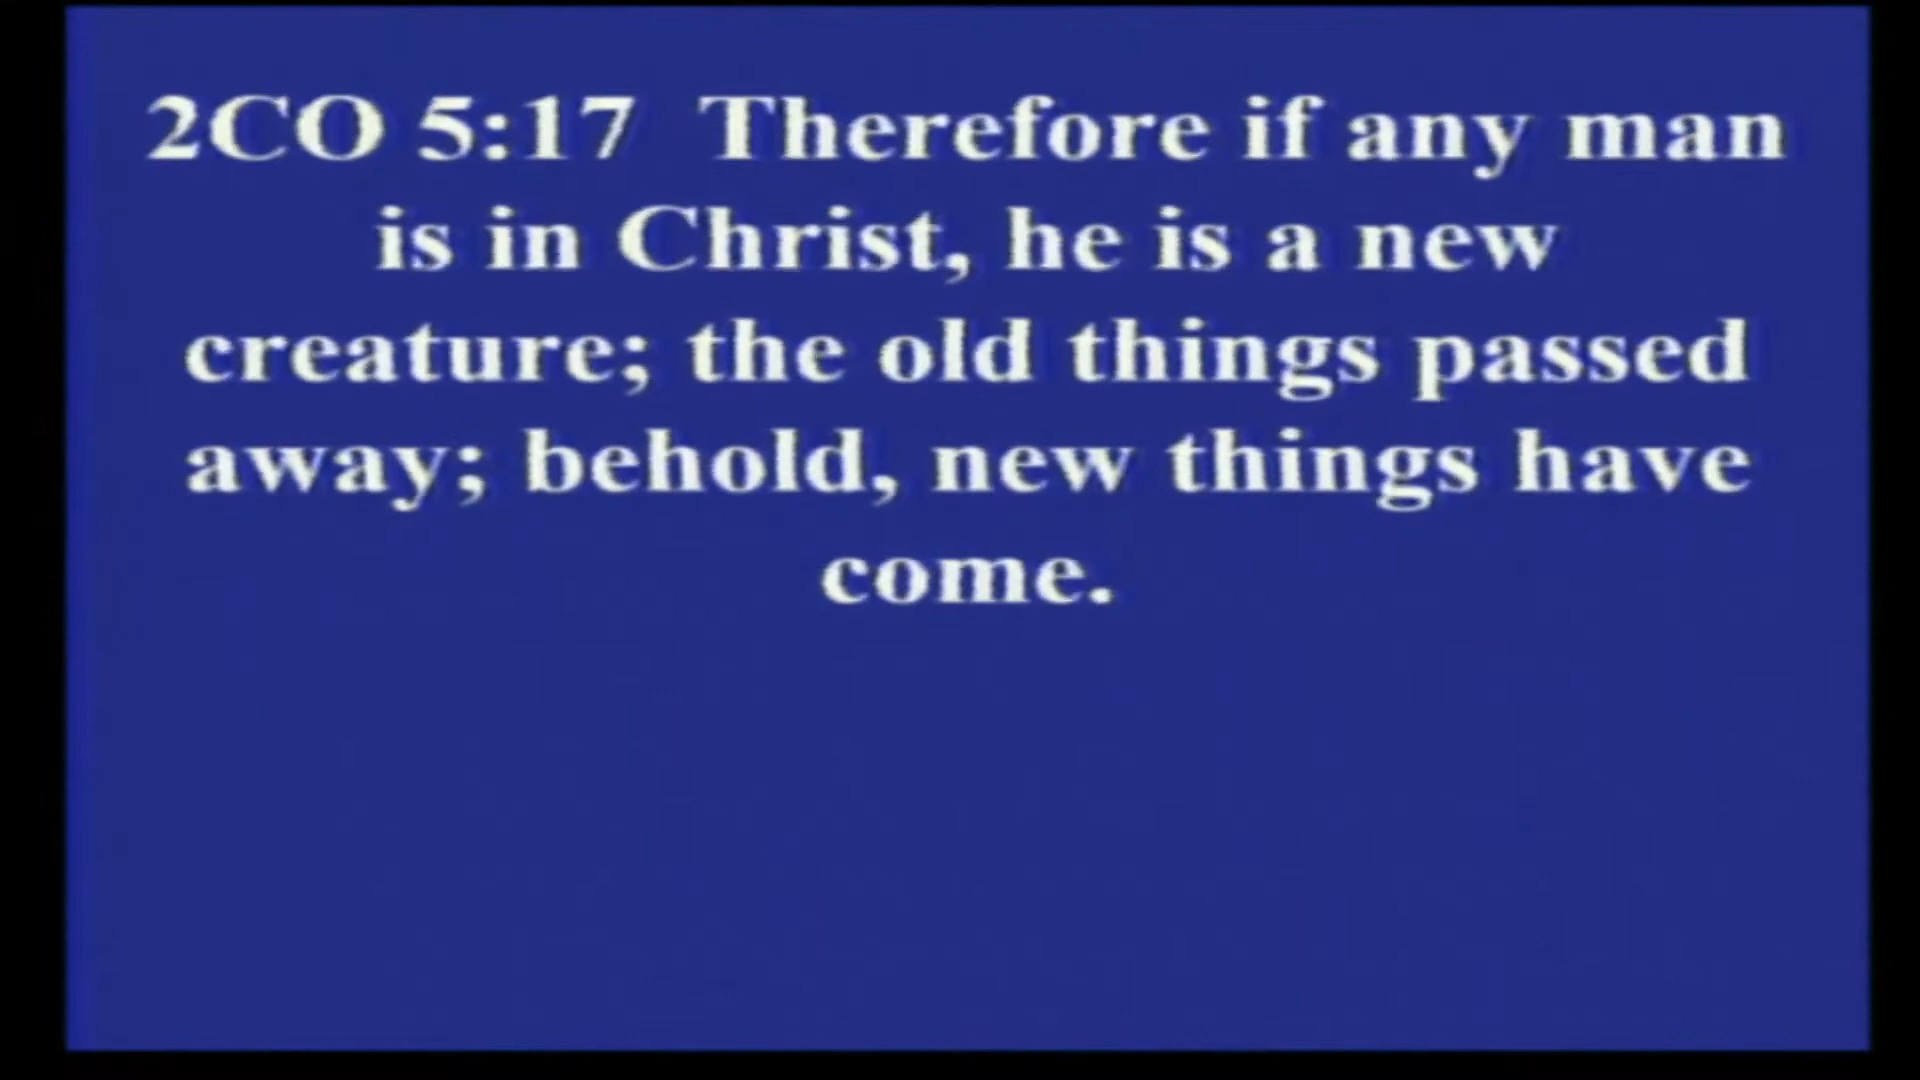 2CO 5:17 Therefore if any man
is in Christ, he is a new
creature; the old things passed
away; behold, new things have
come.